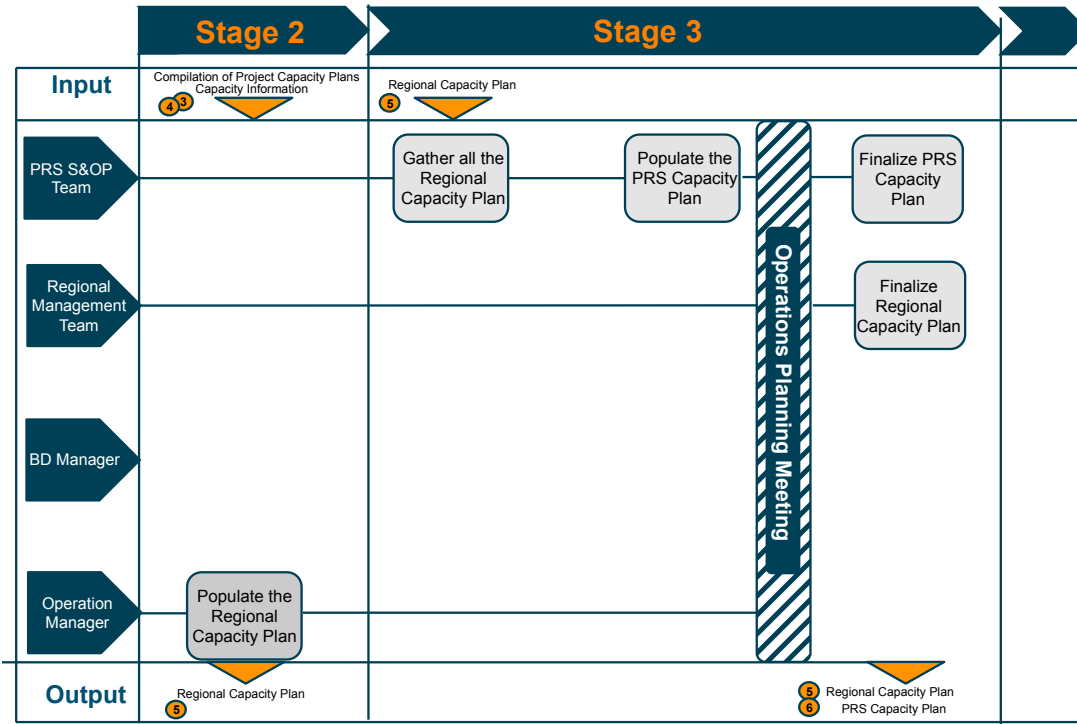 Stage 2
Stage 3
Input
Compilation of Project Capacity Plans
Capacity Information
4 3
Regional Capacity Plan
5
PRS S&OP
Team
Gather all the
Regional
Capacity Plan
Populate the
PRS Capacity
Plan
Finalize PRS
Capacity
Plan
Regional
Management
Team
Operations Planning Meeting
Finalize
Regional
Capacity Plan
BD Manager
Operation
Manager
Populate the
Regional
Capacity Plan
Output
Regional Capacity Plan
5
5 Regional Capacity Plan
6 PRS Capacity Plan